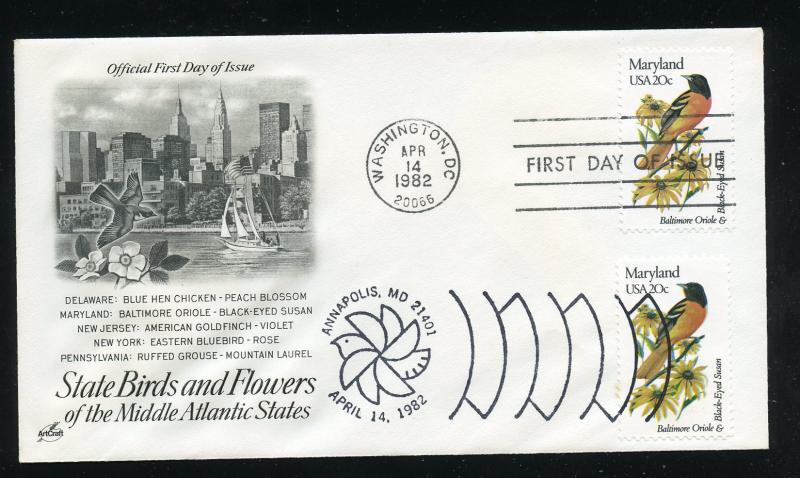 Official First Day of Issue
DELAWARE: BLUE HEN CHICKEN - PEACH BLOSSOM
MARYLAND: BALTIMORE ORIOLE - BLACK-EYED SUSAN
NEW JERSEY: AMERICAN GOLDFINCH - VIOLET
NEW YORK: EASTERN BLUEBIRD - ROSE
PENNSYLVANIA: RUFFED GROUSE - MOUNTAIN LAUREL
State Birds and Flowers
of the Middle Atlantic States
ArtCraft
WASHINGTON, DC
APR
14
1982
20066
FIRST DAY OF ISSUE
Maryland
USA 20c
Black-Eyed Susan
Baltimore Oriole &
ANNAPOLIS, MD 21401
APRIL 14, 1982
Maryland
USA 20c
Black-Eyed Susan
Baltimore Oriole &